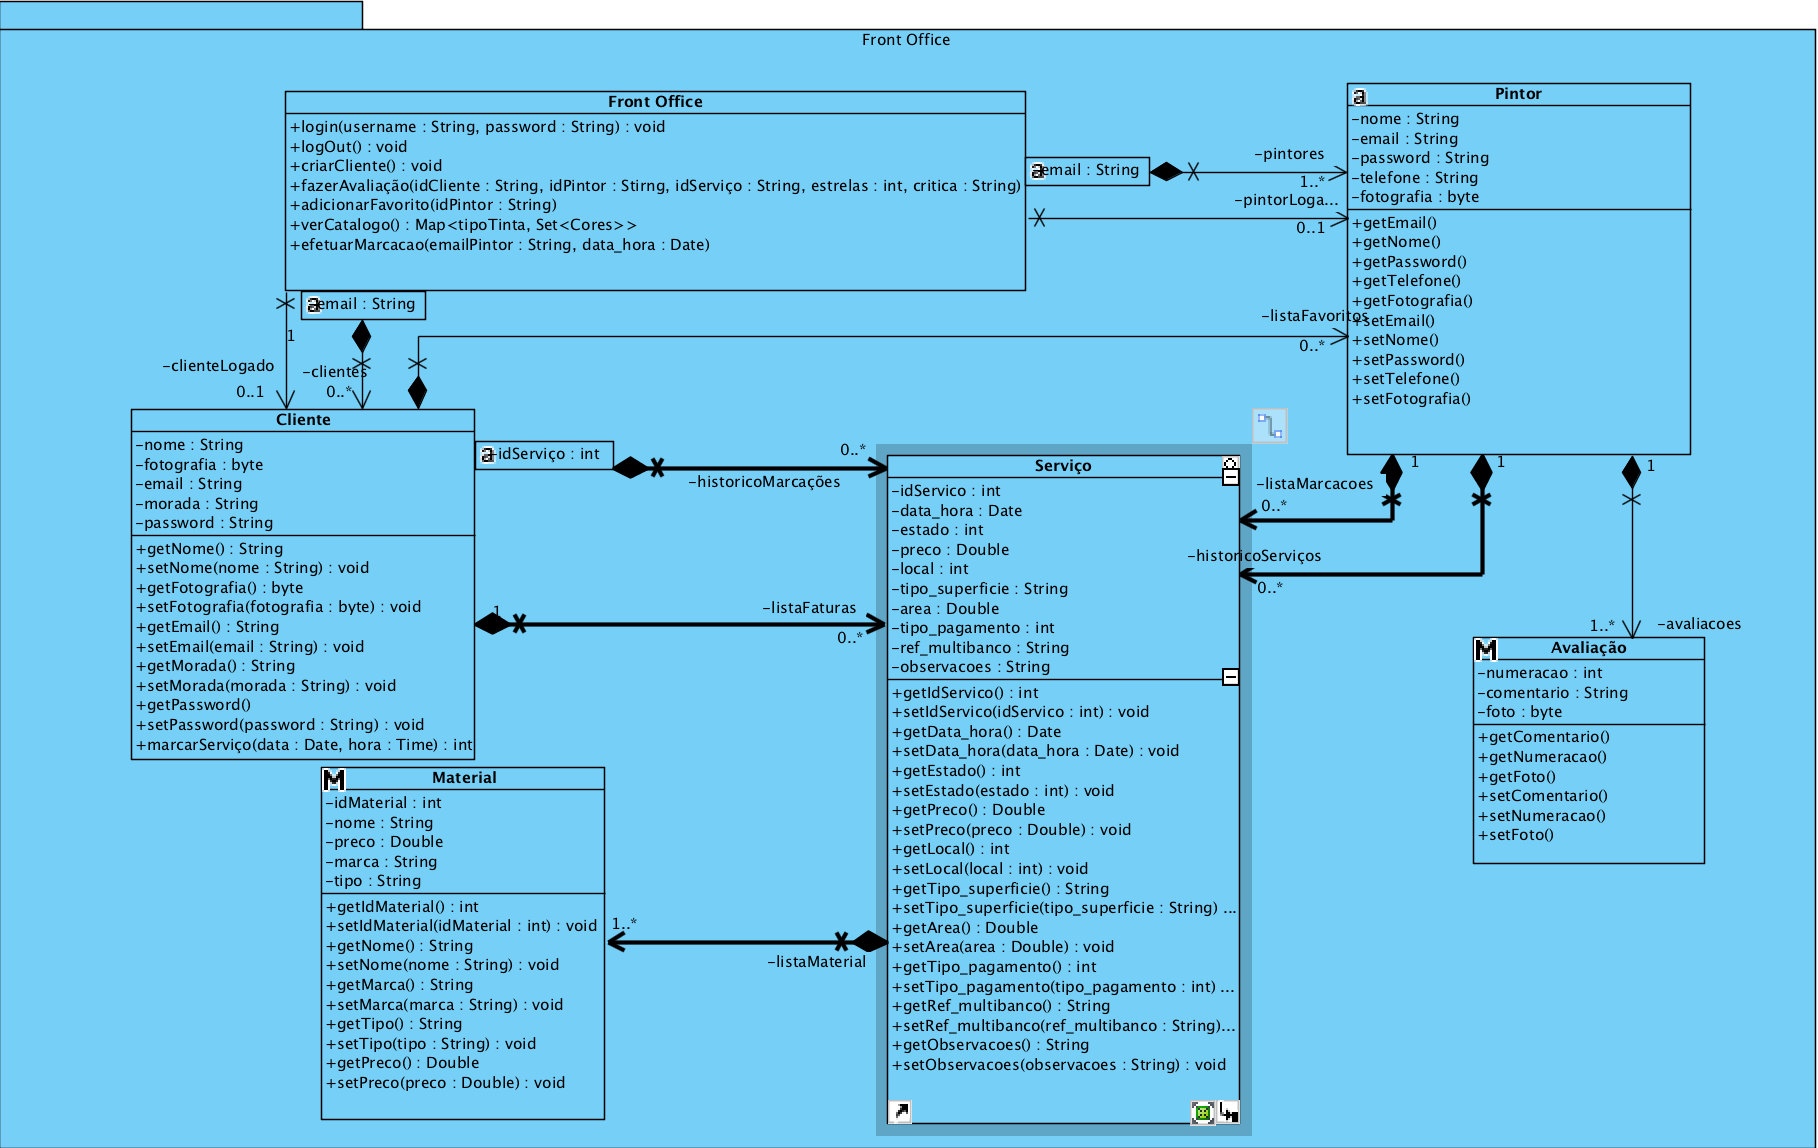 Front Office
Front Office
+login(username : String, password : String) : void
+logOut() : void
+criarCliente() : void
+fazerAvaliação(idCliente : String, idPintor : Stirng, idServiço : String, estrelas : int, critica : String)
+adicionarFavorito(idPintor : String)
+verCatalogo() : Map<tipoTinta, Set<Cores>>
+efetuarMarcacao(emailPintor : String, data_hora : Date)
email : String
-pintores
1..*
-pintorLoga...
0..1
Pintor
-nome : String
-email : String
-password : String
-telefone : String
-fotografia : byte
+getEmail()
+getNome()
+getPassword()
+getTelefone()
+getFotografia()
+setEmail()
+setNome()
+setPassword()
+setTelefone()
+setFotografia()
email : String
1
-clienteLogado
0..1
-clientes
0..*
-listaFavoritos
0..*
Cliente
-nome : String
-fotografia : byte
-email : String
-morada : String
-password : String
+getNome() : String
+setNome(nome : String) : void
+getFotografia() : byte
+setFotografia(fotografia : byte) : void
+getEmail() : String
+setEmail(email : String) : void
+getMorada() : String
+setMorada(morada : String) : void
+getPassword()
+setPassword(password : String) : void
+marcarServiço(data : Date, hora : Time) : int
-idServiço : int
0..*
-historicoMarcações
1
-listaFaturas
0..*
Serviço
-idServico : int
-data_hora : Date
-estado : int
-preco : Double
-local : int
-tipo_superficie : String
-area : Double
-tipo_pagamento : int
-ref_multibanco : String
-observacoes : String
+getIdServico() : int
+setIdServico(idServico : int) : void
+getData_hora() : Date
+setData_hora(data_hora : Date) : void
+getEstado() : int
+setEstado(estado : int) : void
+getPreco() : Double
+setPreco(preco : Double) : void
+getLocal() : int
+setLocal(local : int) : void
+getTipo_superficie() : String
+setTipo_superficie(tipo_superficie : String) ...
+getArea() : Double
+setArea(area : Double) : void
+getTipo_pagamento() : int
+setTipo_pagamento(tipo_pagamento : int) ...
+getRef_multibanco() : String
+setRef_multibanco(ref_multibanco : String)...
+getObservacoes() : String
+setObservacoes(observacoes : String) : void
1
-listaMarcacoes
0..*
1
-historicoServiços
0..*
1
1..*
-avaliacoes
Avaliação
-numeracao : int
-comentario : String
-foto : byte
+getComentario()
+getNumeracao()
+getFoto()
+setComentario()
+setNumeracao()
+setFoto()
Material
-idMaterial : int
-nome : String
-preco : Double
-marca : String
-tipo : String
+getIdMaterial() : int
+setIdMaterial(idMaterial : int) : void
+getNome() : String
+setNome(nome : String) : void
+getMarca() : String
+setMarca(marca : String) : void
+getTipo() : String
+setTipo(tipo : String) : void
+getPreco() : Double
+setPreco(preco : Double) : void
1..*
-listaMaterial